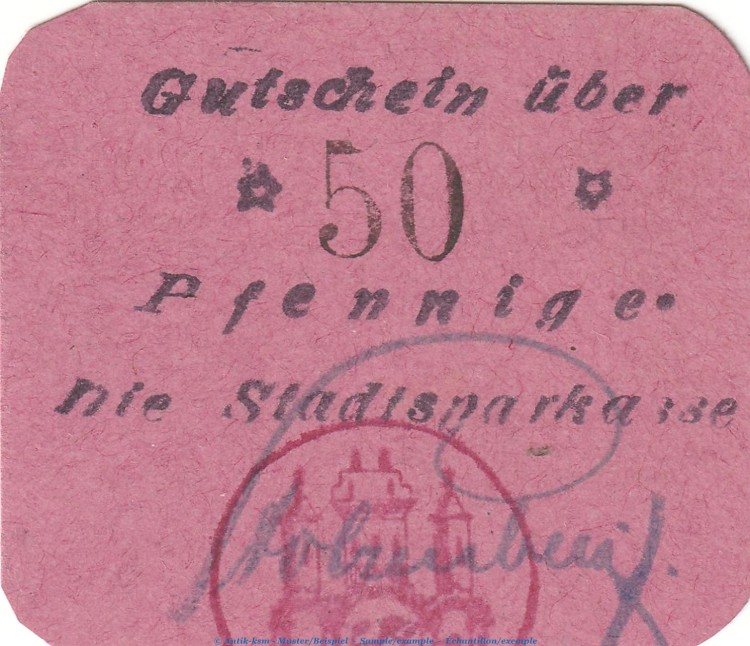 Gutschein über
50
Pfennige.
Die Stadtsparkasse
© Antik-ksm - Muster/Beispiel - Sample/example - Echantillon/exemple